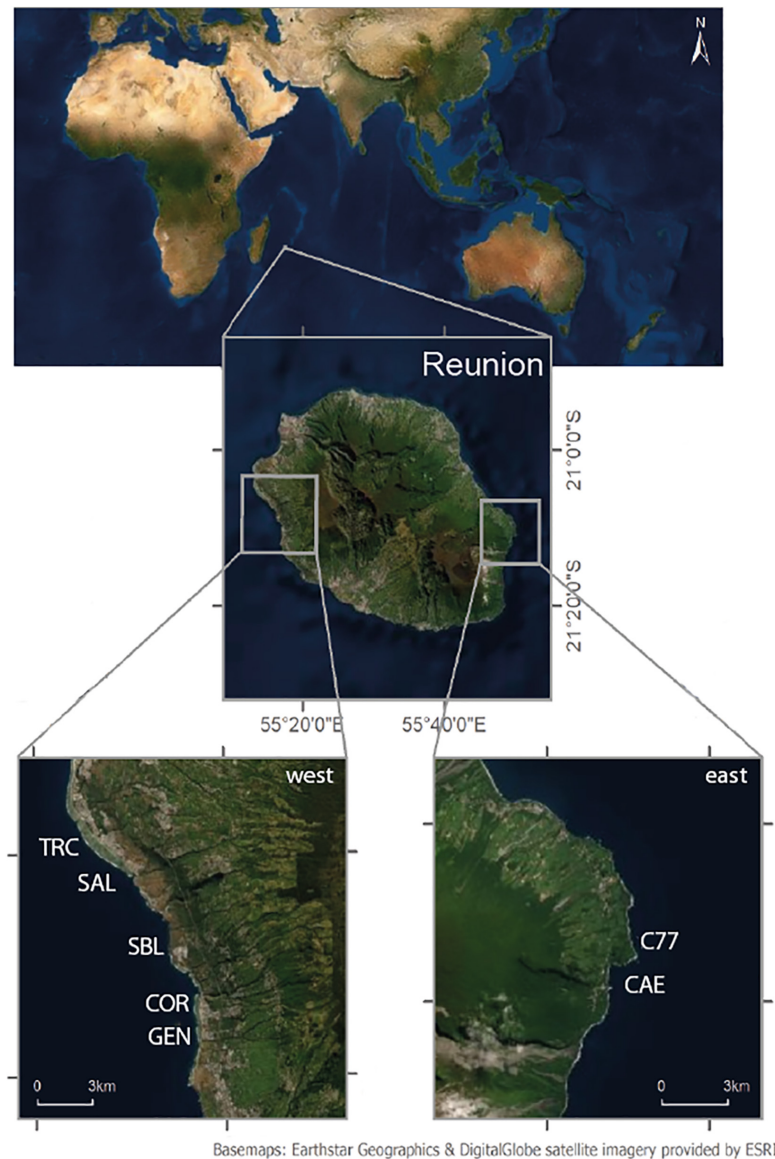 N
Reunion
21°0'0"S
21°20'0"S
55°20'0"E
55°40'0"E
west
TRC
SAL
SBL
COR
GEN
0 3km
east
C77
CAE
0 3km
Basemaps: Earthstar Geographics & DigitalGlobe satellite imagery provided by ESRI